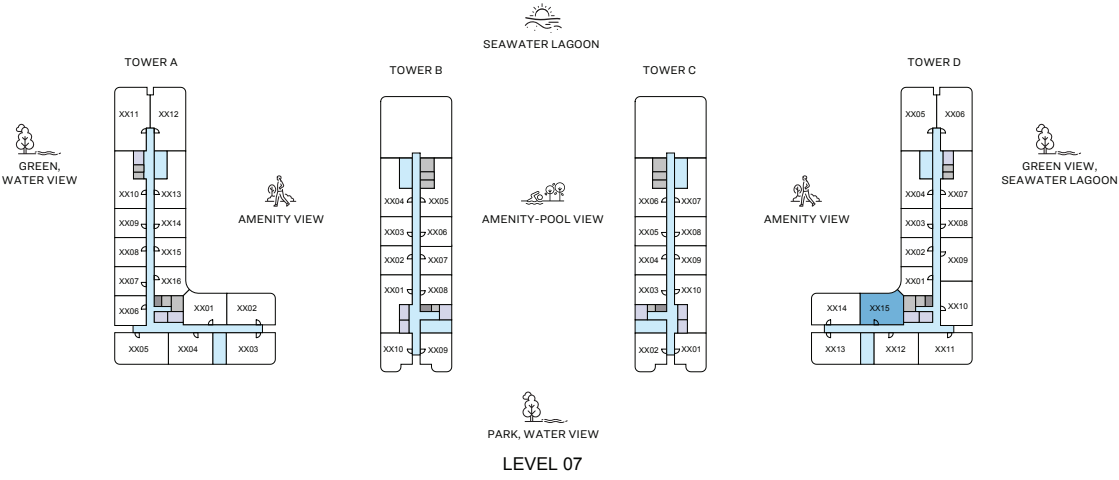 SEAWATER LAGOON
TOWER A
TOWER B
TOWER C
TOWER D
GREEN,
WATER VIEW
AMENITY VIEW
AMENITY-POOL VIEW
AMENITY VIEW
GREEN VIEW,
SEAWATER LAGOON
XX11 XX12
XX10 XX13
XX09 XX14
XX08 XX15
XX07 XX16
XX06 XX01 XX02
XX05 XX04 XX03
XX04 XX05
XX03 XX06
XX02 XX07
XX01 XX08
XX10 XX09
XX06 XX07
XX05 XX08
XX04 XX09
XX03 XX10
XX02 XX01
XX05 XX06
XX04 XX07
XX03 XX08
XX02 XX09
XX01
XX14 XX15 XX10
XX13 XX12 XX11
PARK, WATER VIEW
LEVEL 07